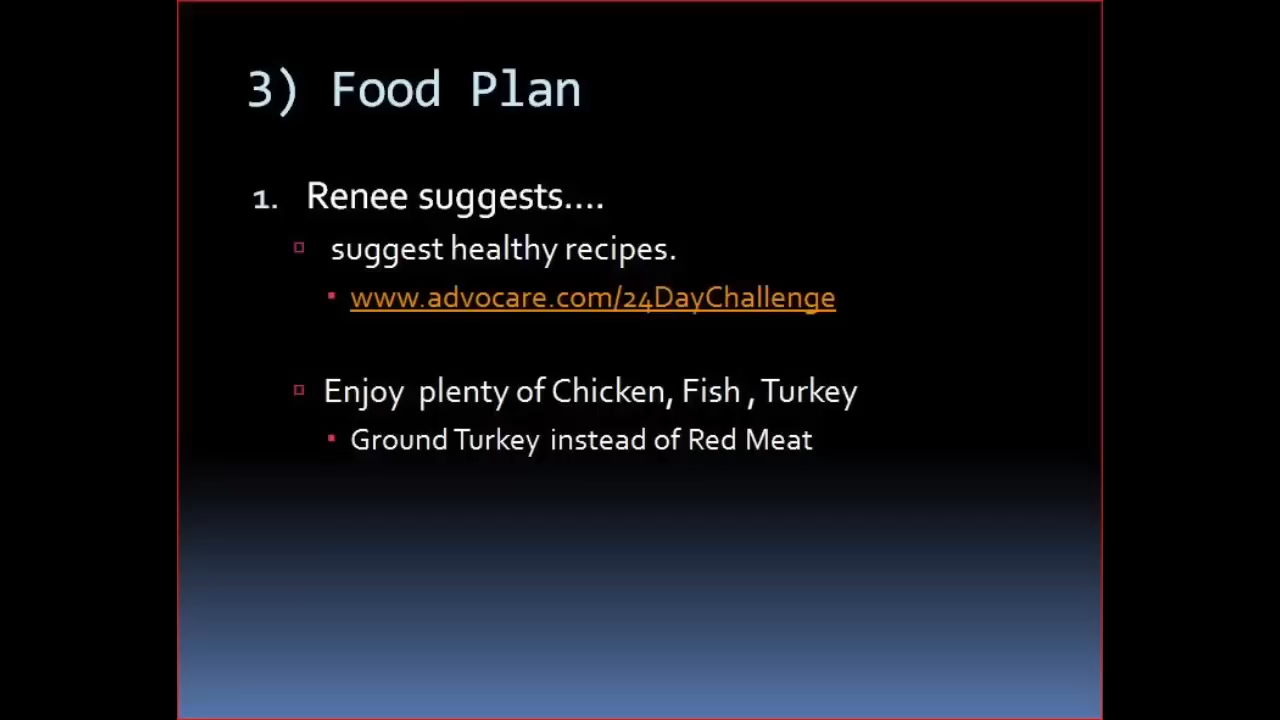 3) Food Plan
1. Renee suggests....
suggest healthy recipes.
www.advocare.com/24DayChallenge
Enjoy plenty of Chicken, Fish , Turkey
Ground Turkey instead of Red Meat